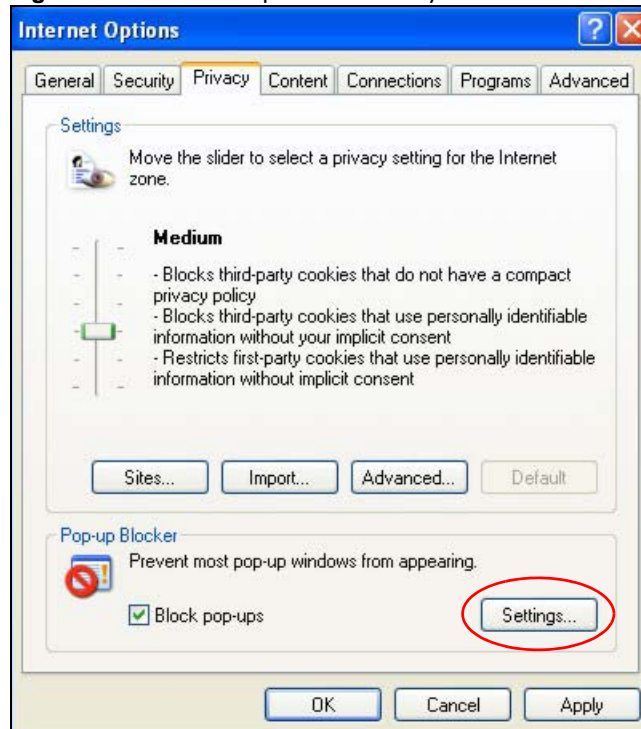 Internet Options
General Security Privacy Content Connections Programs Advanced
Settings
Move the slider to select a privacy setting for the Internet
zone.
Medium
- Blocks third-party cookies that do not have a compact
privacy policy
- Blocks third-party cookies that use personally identifiable
information without your implicit consent
- Restricts first-party cookies that use personally identifiable
information without implicit consent
Sites... Import... Advanced... Default
Pop-up Blocker
Prevent most pop-up windows from appearing.
Block pop-ups
Settings...
OK Cancel Apply